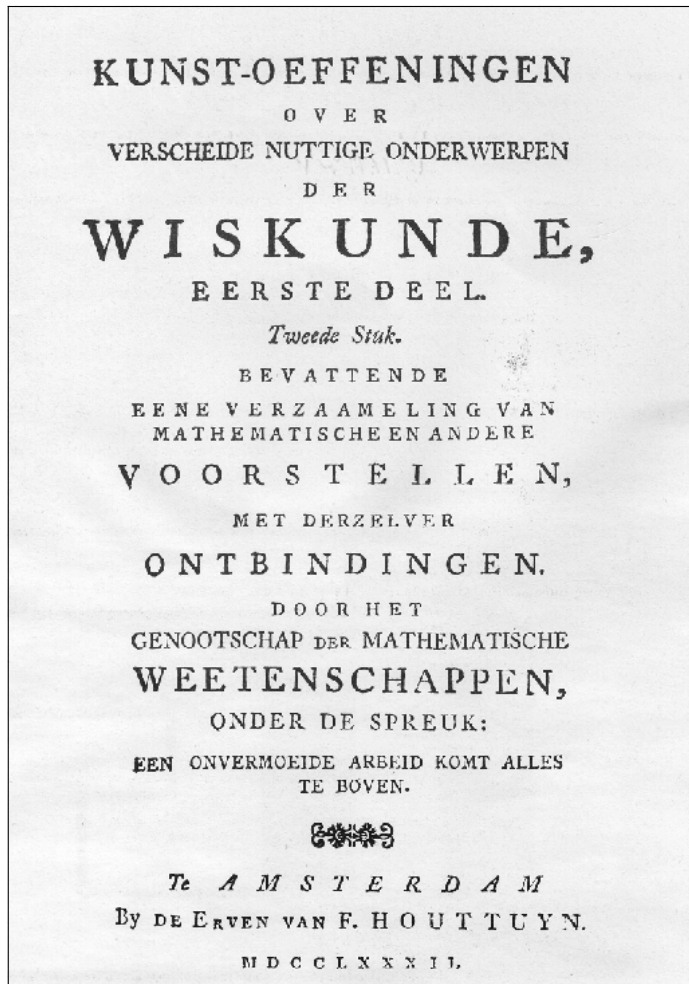 KUNST-OEFFENINGEN
OVER
VERSCHEIDE NUTTIGE ONDERWERPEN
DER
WISKUNDE,
EERSTE DEEL.
Tweede Stuk.
BEVATTENDE
EENE VERZAAMELING VAN
MATHEMATISCHE EN ANDERE
VOORSTELLEN,
MET DERZELVER
ONTBINDINGEN.
DOOR HET
GENOOTSCHAP DER MATHEMATISCHE
WEETENSCHAPPEN,
ONDER DE SPREUK:
EEN ONVERMOEIDE ARBEID KOMT ALLES
TE BOVEN.
Te AMSTERDAM
By DE ERVEN VAN F. HOUTTUYN.
MDCCLXXXII.